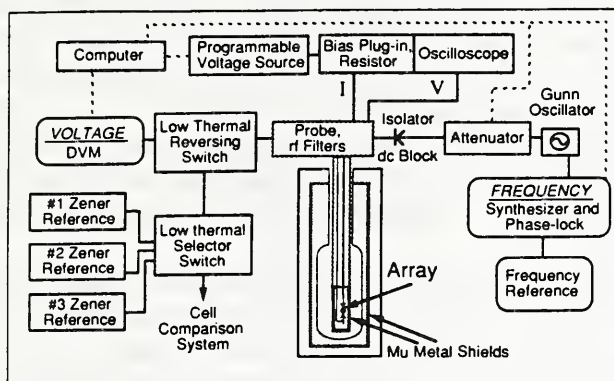 Computer
Programmable
Voltage Source
Bias Plug-in,
Resistor
Oscilloscope
I
V
Gunn
Oscillator
Isolator
VOLTAGE
DVM
Low Thermal
Reversing
Switch
Probe,
rf Filters
dc Block
Attenuator
#1 Zener
Reference
#2 Zener
Reference
#3 Zener
Reference
Low thermal
Selector
Switch
FREQUENCY
Synthesizer and
Phase-lock
Frequency
Reference
Array
Cell
Comparison
System
Mu Metal Shields